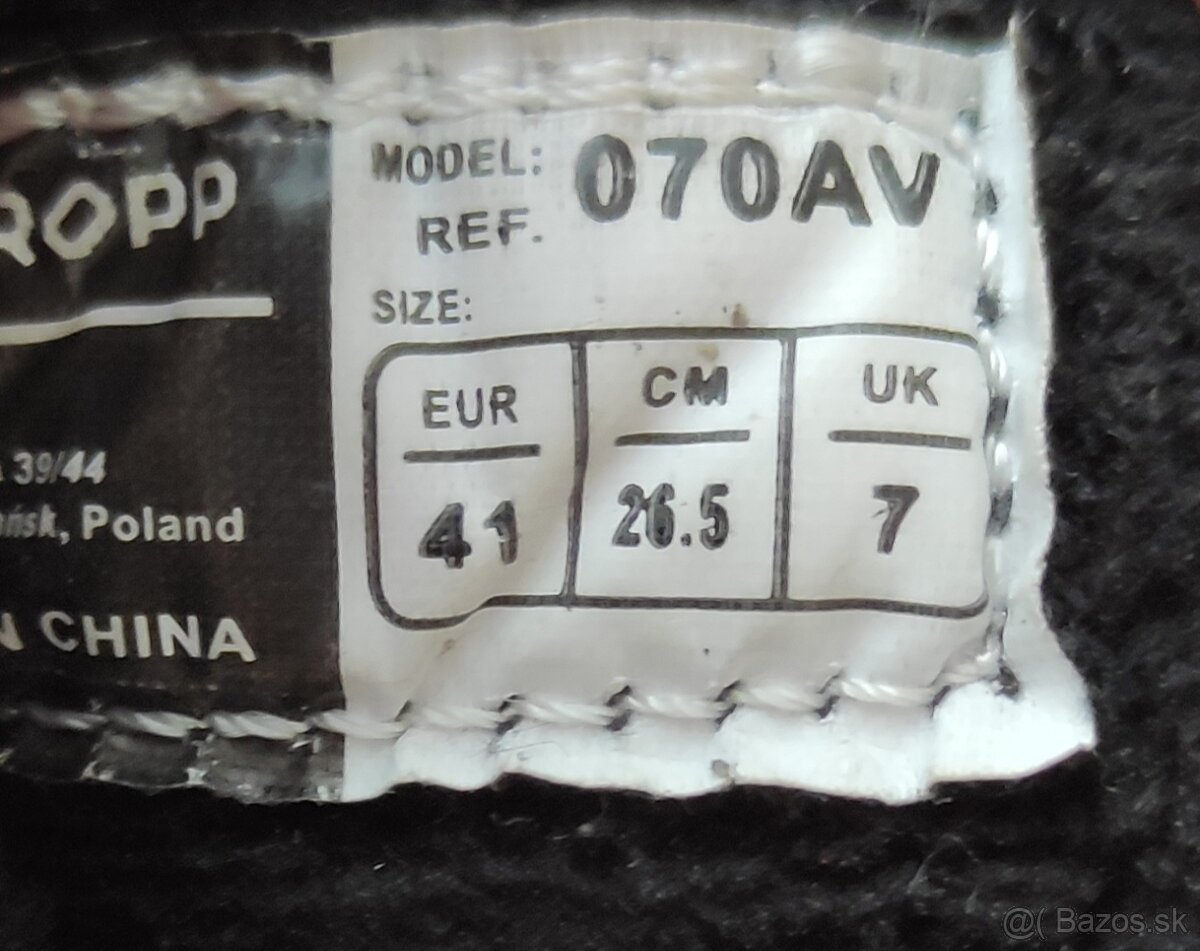 ROPP
39/44
Poland
N CHINA
MODEL: 070AV
REF.
SIZE:
EUR CM UK
41 26.5 7
@( Bazos.sk